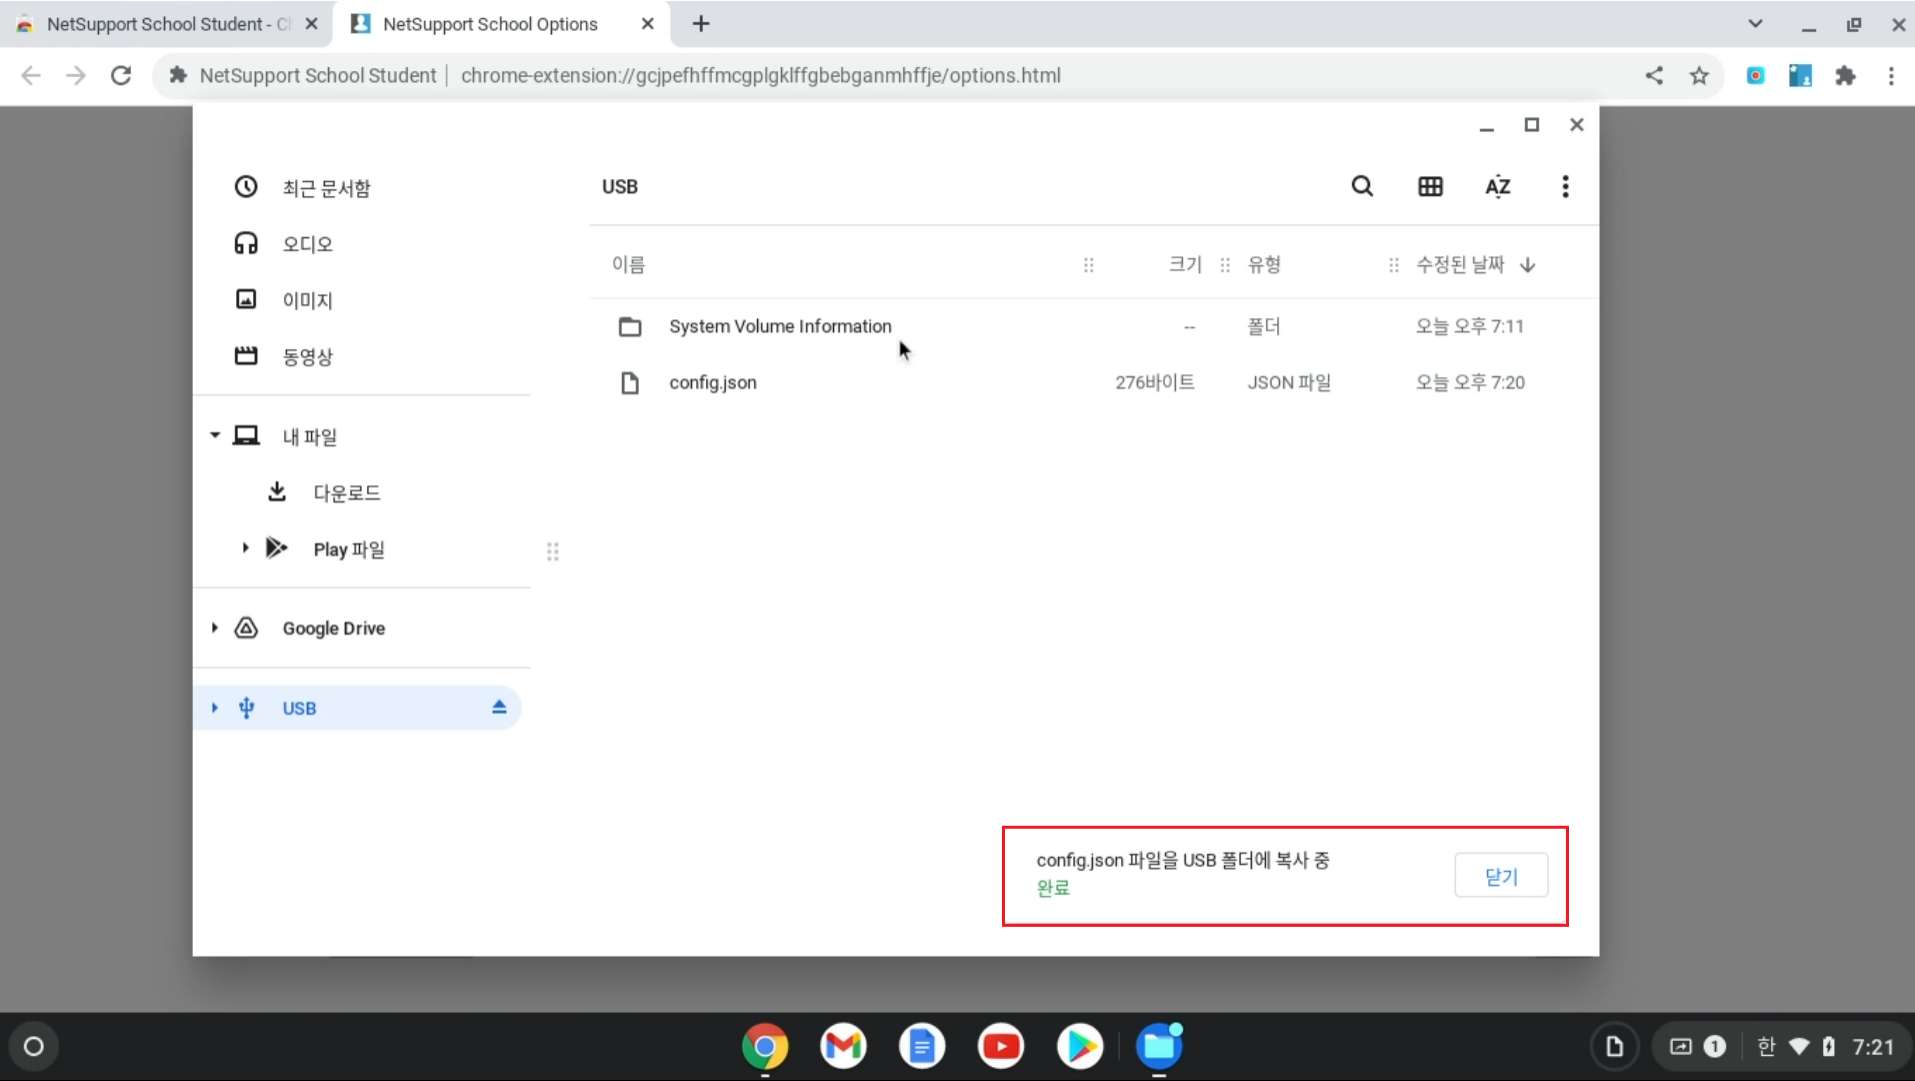 NetSupport School Student - C
NetSupport School Options
NetSupport School Student
chrome-extension://gcjpefhffmcgplgklffgbebganmhffje/options.html
최근 문서함
오디오
이미지
동영상
내 파일
다운로드
Play 파일
Google Drive
USB
USB
AZ
이름 크기 유형 수정된 날짜
System Volume Information -- 폴더 오늘 오후 7:11
config.json 276바이트 JSON 파일 오늘 오후 7:20
config.json 파일을 USB 폴더에 복사 중
완료
닫기
1 한 7:21